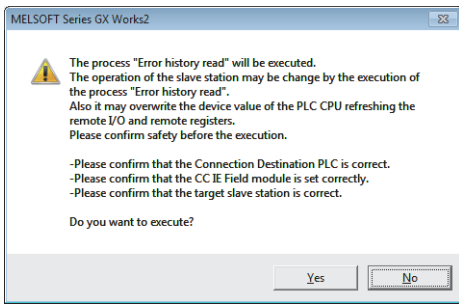 MELSOFT Series GX Works2
The process "Error history read" will be executed.
The operation of the slave station may be change by the execution of
the process "Error history read".
Also it may overwrite the device value of the PLC CPU refreshing the
remote I/O and remote registers.
Please confirm safety before the execution.
-Please confirm that the Connection Destination PLC is correct.
-Please confirm that the CC IE Field module is set correctly.
-Please confirm that the target slave station is correct.
Do you want to execute?
Yes No